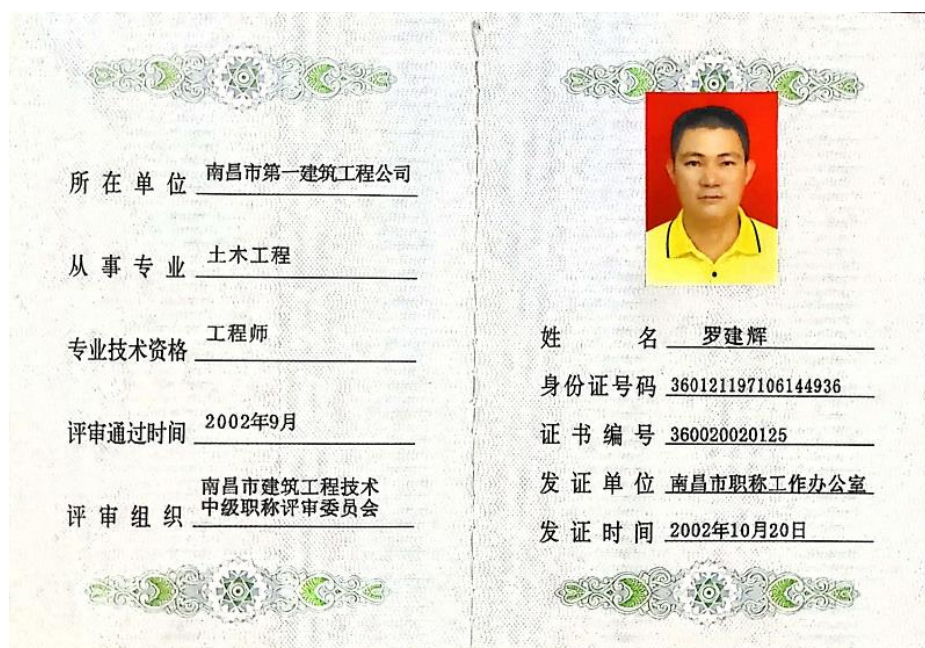 所在单位 南昌市第一建筑工程公司
从事专业 土木工程
专业技术资格 工程师
评审通过时间 2002年9月
评审组织 南昌市建筑工程技术
中级职称评审委员会
姓名 罗建辉
身份证号码 360121197106144936
证书编号 360020020125
发证单位 南昌市职称工作办公室
发证时间 2002年10月20日